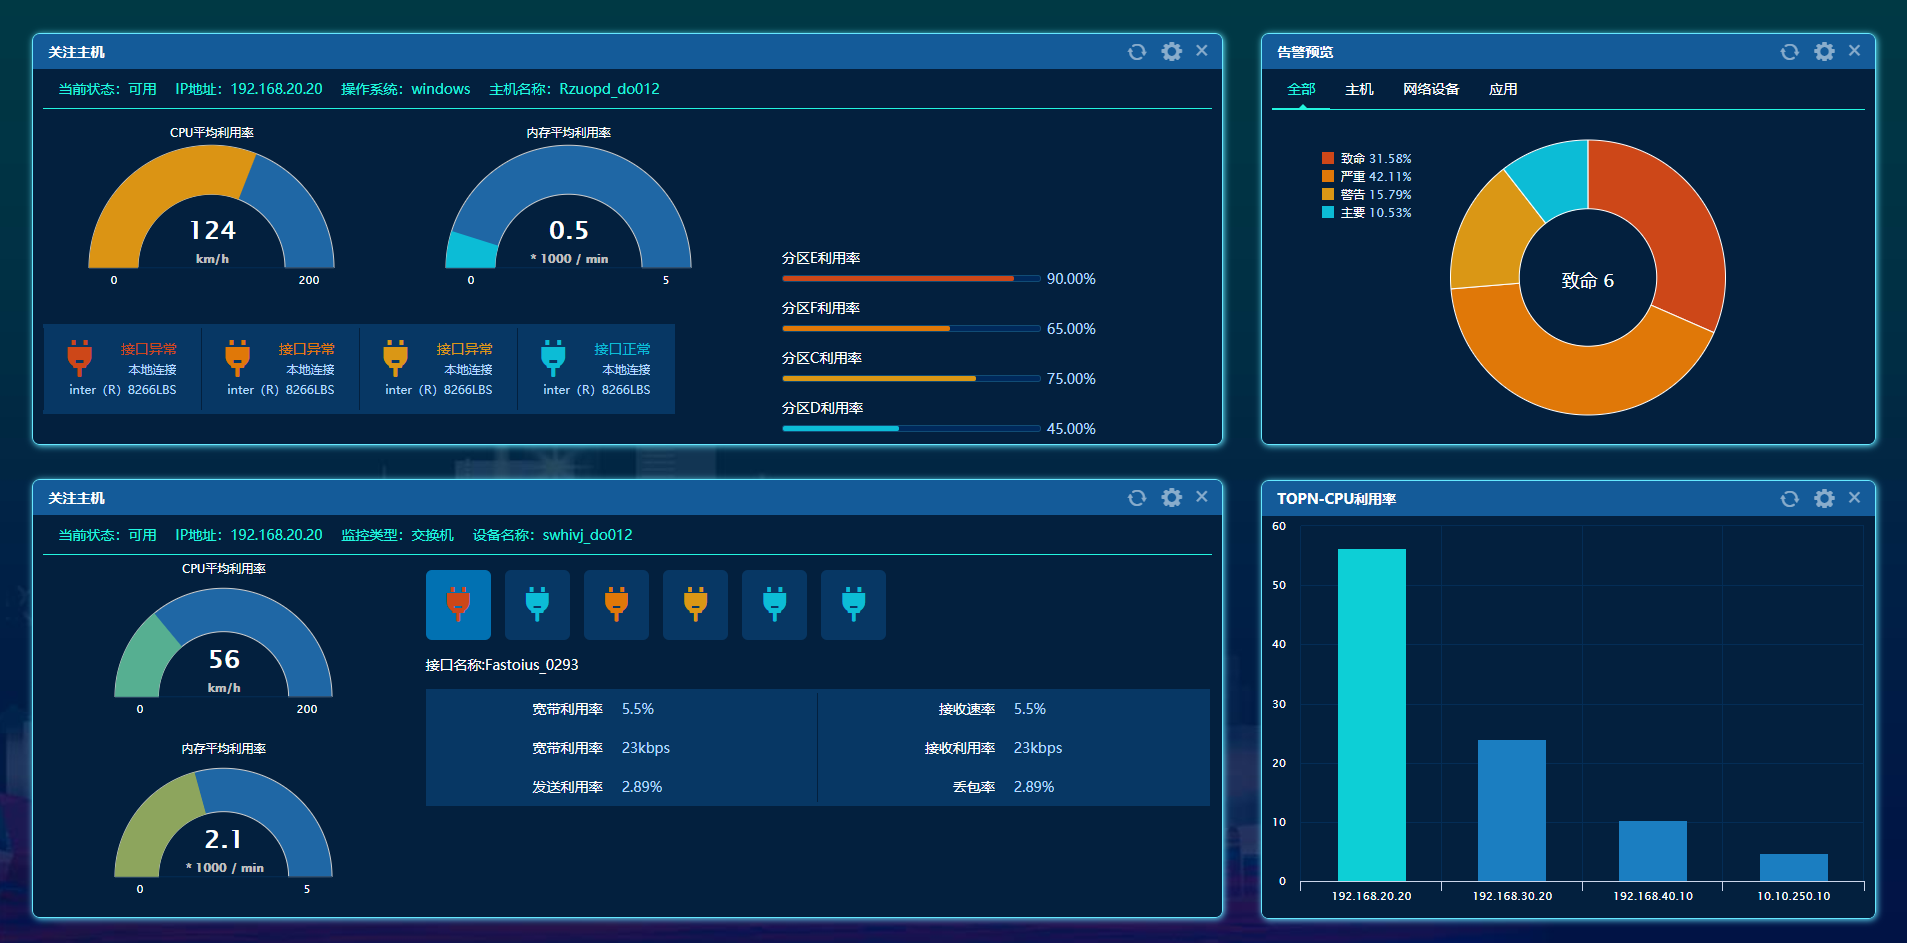 关注主机
当前状态：可用 IP地址：192.168.20.20 操作系统：windows 主机名称：Rzuopd_do012
CPU平均利用率
124
km/h
0 200
内存平均利用率
0.5
* 1000 / min
0 5
分区E利用率
90.00%
分区F利用率
65.00%
分区C利用率
75.00%
分区D利用率
45.00%
接口异常
本地连接
inter（R）8266LBS
接口异常
本地连接
inter（R）8266LBS
接口异常
本地连接
inter（R）8266LBS
接口正常
本地连接
inter（R）8266LBS
告警预览
全部 主机 网络设备 应用
致命 31.58%
严重 42.11%
警告 15.79%
主要 10.53%
致命 6
关注主机
当前状态：可用 IP地址：192.168.20.20 监控类型：交换机 设备名称：swhivj_do012
CPU平均利用率
56
km/h
0 200
内存平均利用率
2.1
* 1000 / min
0 5
接口名称:Fastoius_0293
宽带利用率 5.5% 接收速率 5.5%
宽带利用率 23kbps 接收利用率 23kbps
发送利用率 2.89% 丢包率 2.89%
TOPN-CPU利用率
60
50
40
30
20
10
0
192.168.20.20 192.168.30.20 192.168.40.10 10.10.250.10